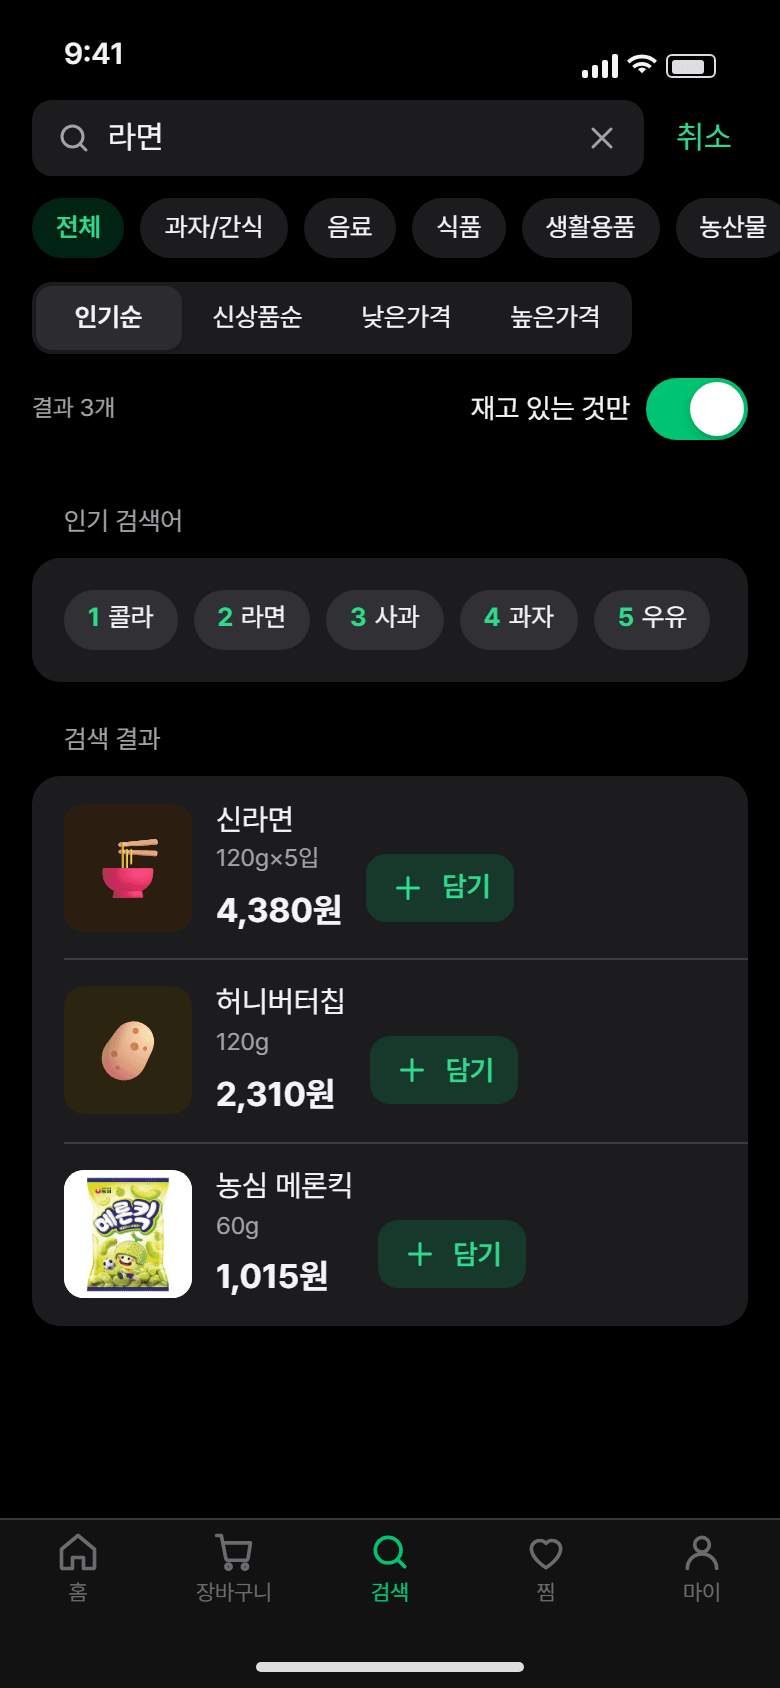 9:41
라면
취소
전체 과자/간식 음료 식품 생활용품 농산물
인기순 신상품순 낮은가격 높은가격
결과 3개 재고 있는 것만
인기 검색어
1 콜라 2 라면 3 사과 4 과자 5 우유
검색 결과
신라면
120g×5입
4,380원
담기
허니버터칩
120g
2,310원
담기
농심
메론킥
농심 메론킥
60g
1,015원
담기
홈 장바구니 검색 찜 마이